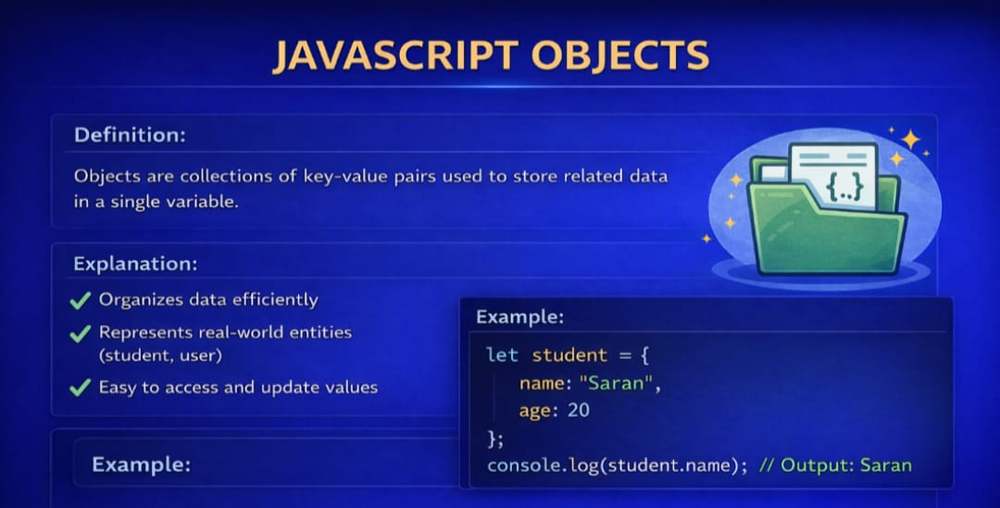 JAVASCRIPT OBJECTS
Definition:
Objects are collections of key-value pairs used to store related data
in a single variable.
Explanation:
Organizes data efficiently
Represents real-world entities
(student, user)
Easy to access and update values
Example:
{..}
Example:
let student = {
name: "Saran",
age: 20
};
console.log(student.name); // Output: Saran